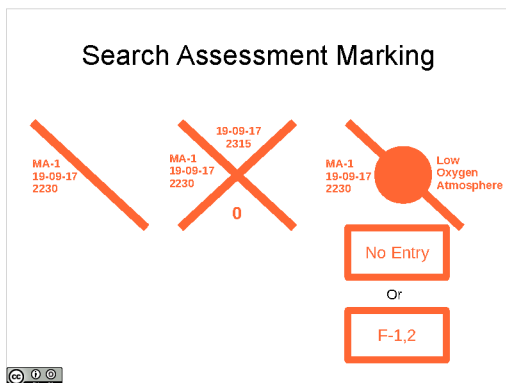 Search Assessment Marking
MA-1
19-09-17
2230
19-09-17
2315
MA-1
19-09-17
2230
0
MA-1
19-09-17
2230
Low
Oxygen
Atmosphere
No Entry
Or
F-1,2
cc